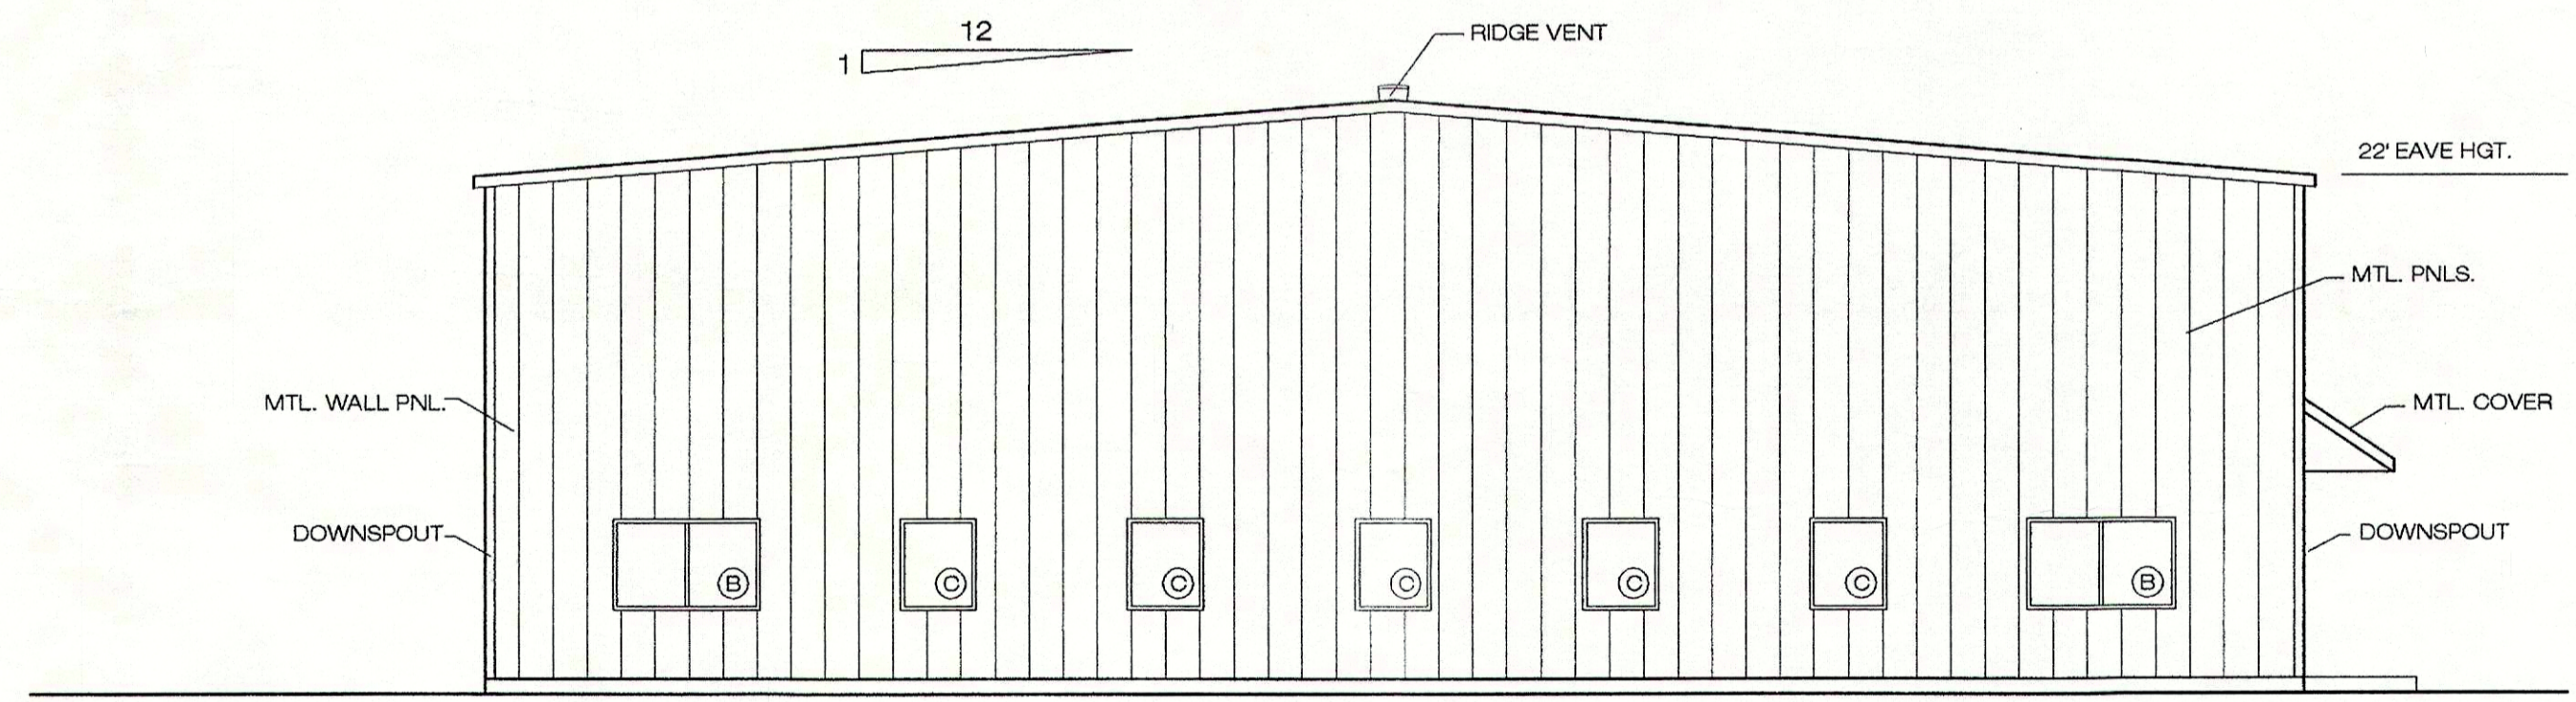 12
1
RIDGE VENT
22' EAVE HGT.
MTL. PNLS.
MTL. WALL PNL.
MTL. COVER
DOWNSPOUT
DOWNSPOUT
B
C
C
C
C
C
B